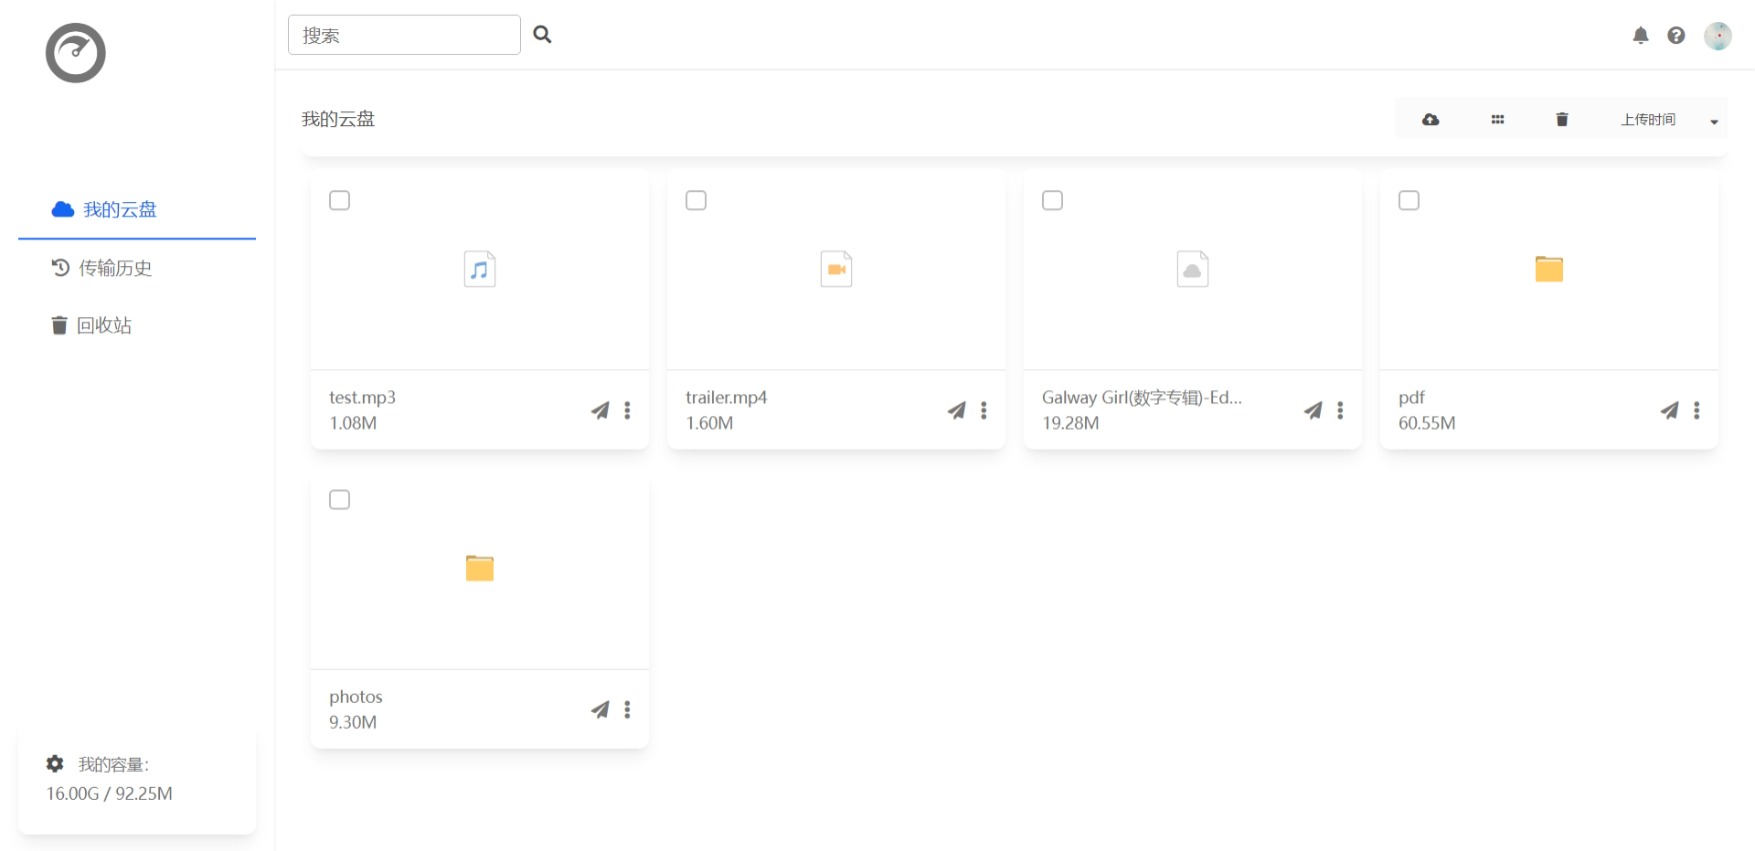 搜索
我的云盘
上传时间
我的云盘
传输历史
回收站
test.mp3
1.08M
trailer.mp4
1.60M
Galway Girl(数字专辑)-Ed...
19.28M
pdf
60.55M
photos
9.30M
我的容量:
16.00G / 92.25M